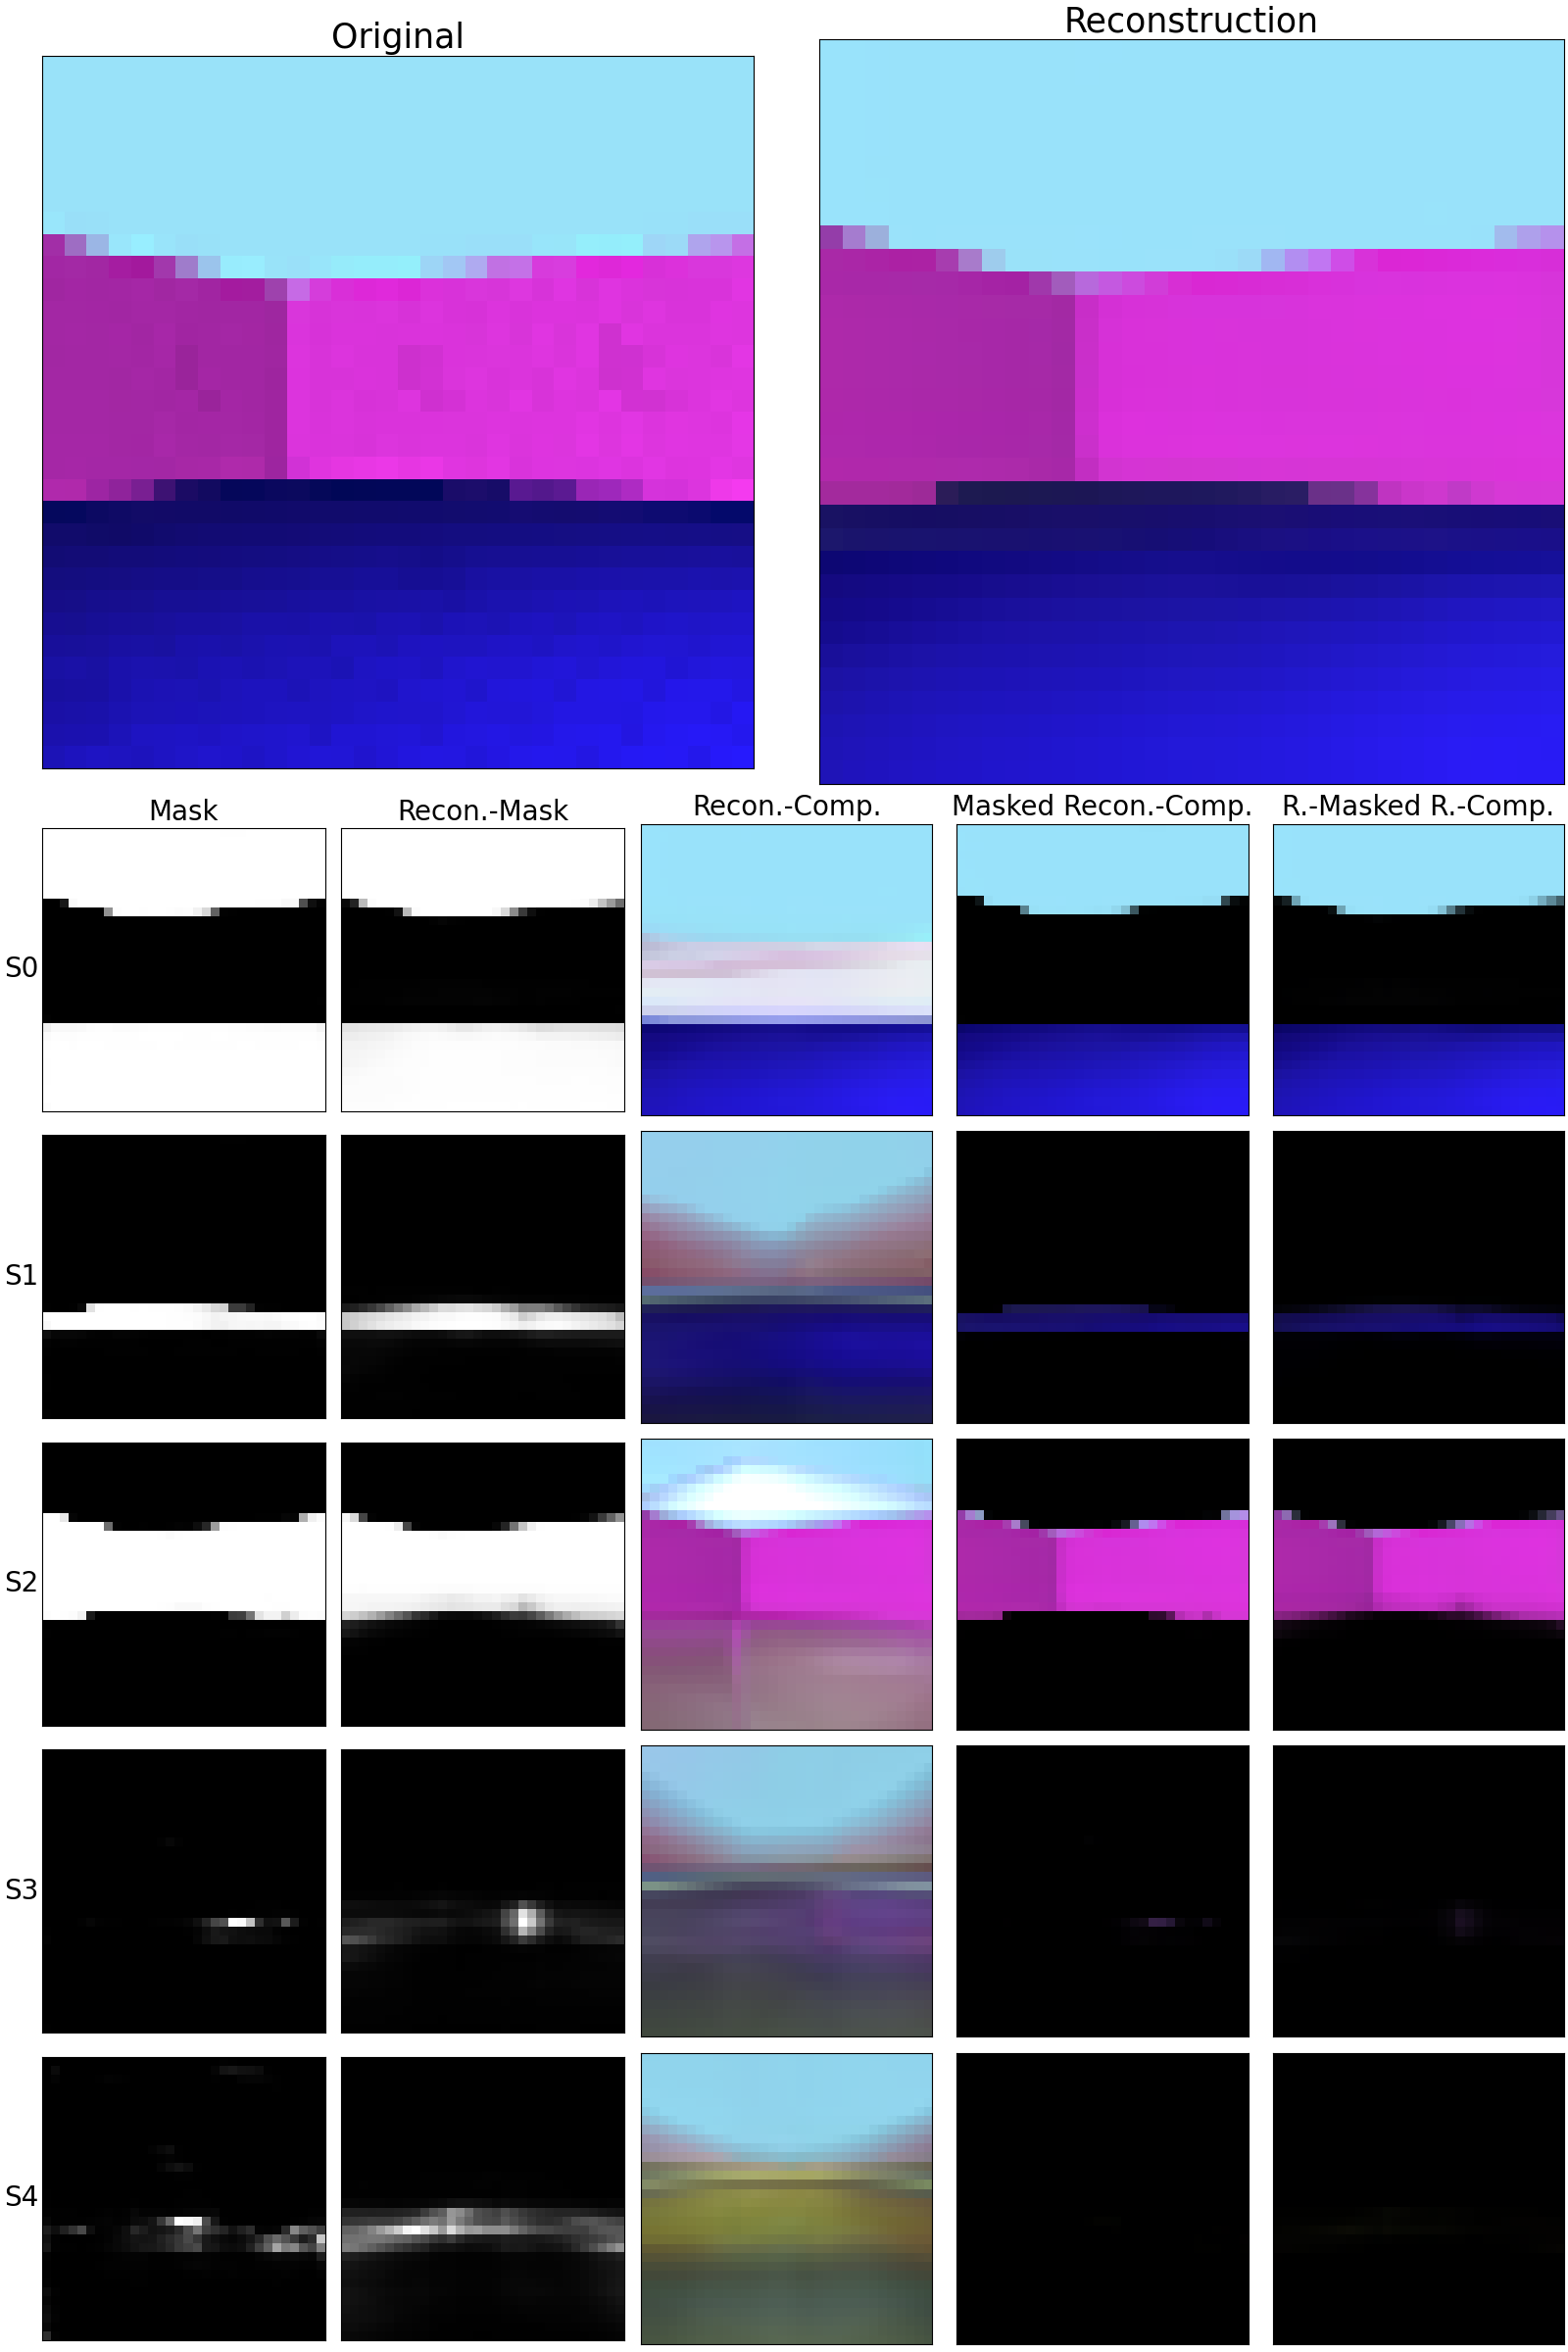 Original
Reconstruction
Mask
Recon.-Mask
Recon.-Comp.
Masked Recon.-Comp.
R.-Masked R.-Comp.
S0
S1
S2
S3
S4